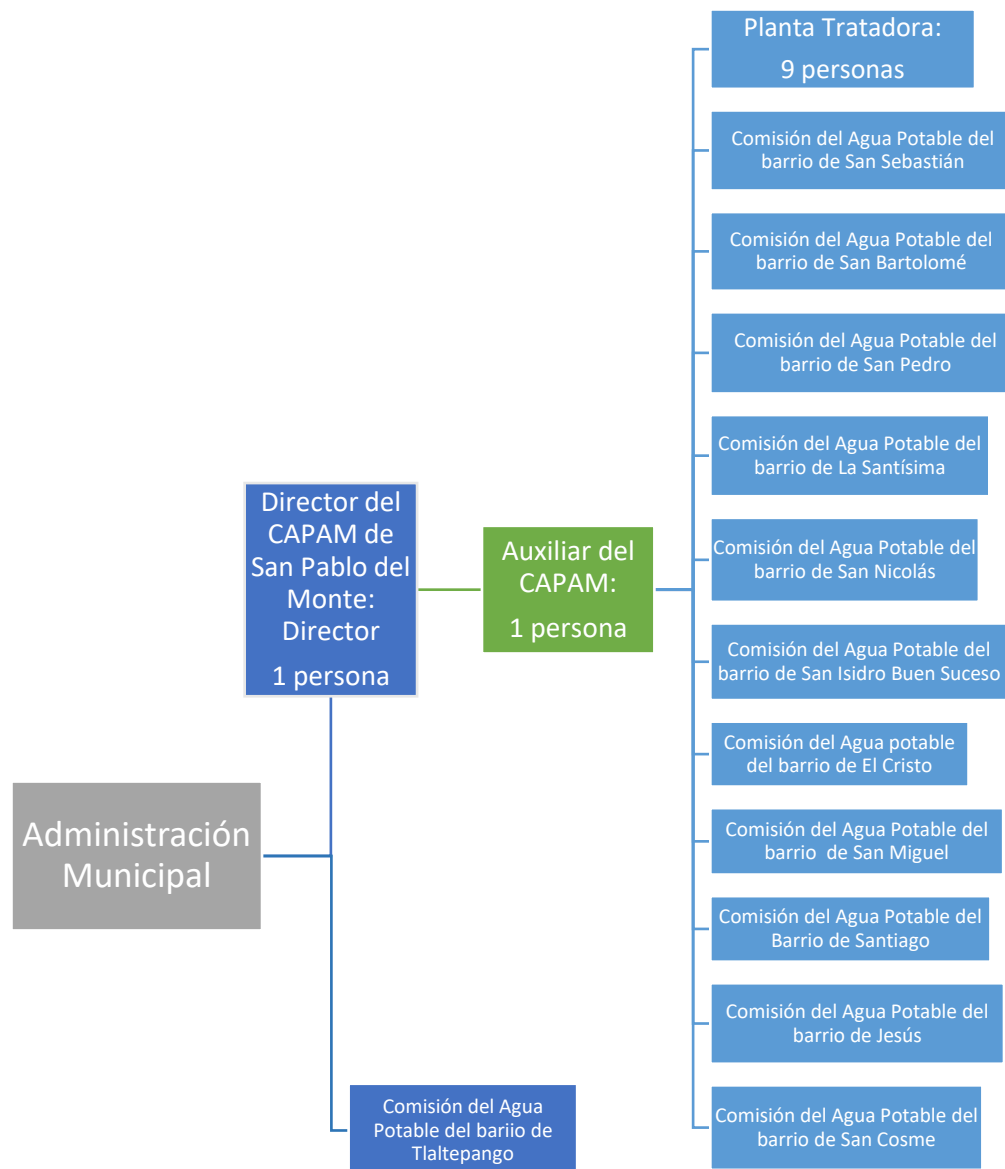 Planta Tratadora:
9 personas
Comisión del Agua Potable del
barrio de San Sebastián
Comisión del Agua Potable del
barrio de San Bartolomé
Comisión del Agua Potable del
barrio de San Pedro
Comisión del Agua Potable del
barrio de La Santísima
Director del
CAPAM de
San Pablo del
Monte:
Director
1 persona
Auxiliar del
CAPAM:
1 persona
Comisión del Agua Potable del
barrio de San Nicolás
Comisión del Agua Potable del
barrio de San Isidro Buen Suceso
Comisión del Agua potable
del barrio de El Cristo
Administración
Municipal
Comisión del Agua Potable del
barrio de San Miguel
Comisión del Agua Potable del
Barrio de Santiago
Comisión del Agua Potable del
barrio de Jesús
Comisión del Agua
Potable del bariio de
Tlaltepango
Comisión del Agua Potable del
barrio de San Cosme